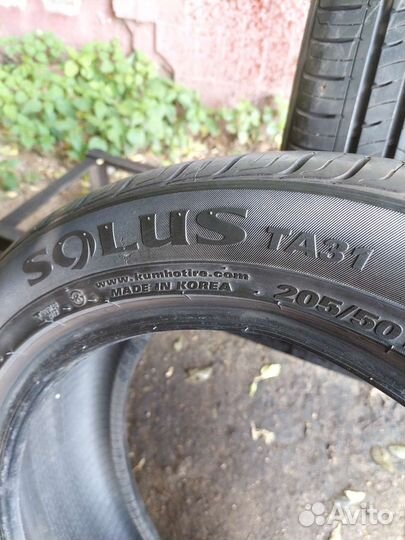 SOLUS TA31
www.kumhotire.com
MADE IN KOREA
205/50
Avito